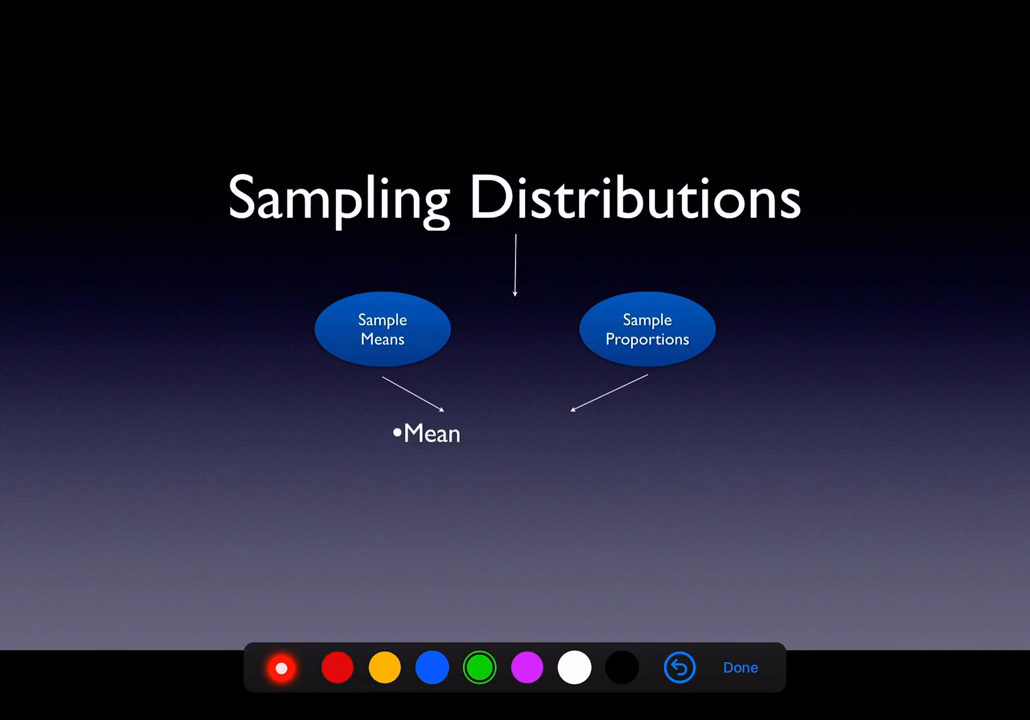 Sampling Distributions
Sample
Means
Sample
Proportions
•Mean
Done